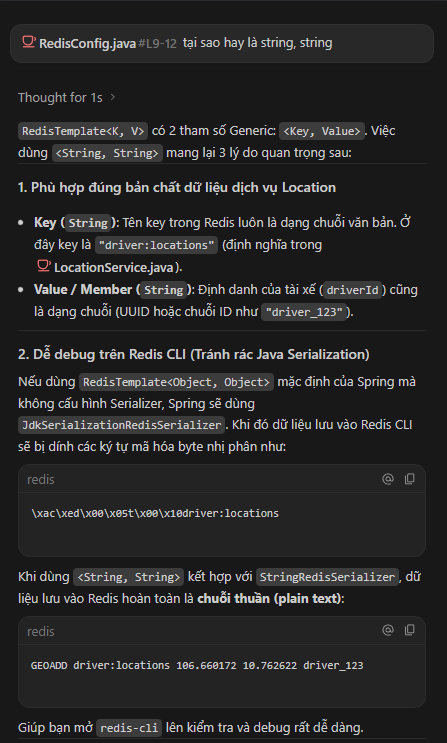 RedisConfig.java #L9-12 tại sao hay là string, string
Thought for 1s >
RedisTemplate<K, V> có 2 tham số Generic: <Key, Value>. Việc
dùng <String, String> mang lại 3 lý do quan trọng sau:
1. Phù hợp đúng bản chất dữ liệu dịch vụ Location
• Key (String): Tên key trong Redis luôn là dạng chuỗi văn bản. Ở
đây key là "driver:locations" (định nghĩa trong
LocationService.java).
• Value / Member (String): Định danh của tài xế (driverId) cũng
là dạng chuỗi (UUID hoặc chuỗi ID như "driver_123").
2. Dễ debug trên Redis CLI (Tránh rác Java Serialization)
Nếu dùng RedisTemplate<Object, Object> mặc định của Spring mà
không cấu hình Serializer, Spring sẽ dùng
JdkSerializationRedisSerializer. Khi đó dữ liệu lưu vào Redis CLI
sẽ bị dính các ký tự mã hóa byte nhị phân như:
redis
\xac\xed\x00\x05t\x00\x10driver:locations
Khi dùng <String, String> kết hợp với StringRedisSerializer, dữ
liệu lưu vào Redis hoàn toàn là chuỗi thuần (plain text):
redis
GEOADD driver:locations 106.660172 10.762622 driver_123
Giúp bạn mở redis-cli lên kiểm tra và debug rất dễ dàng.